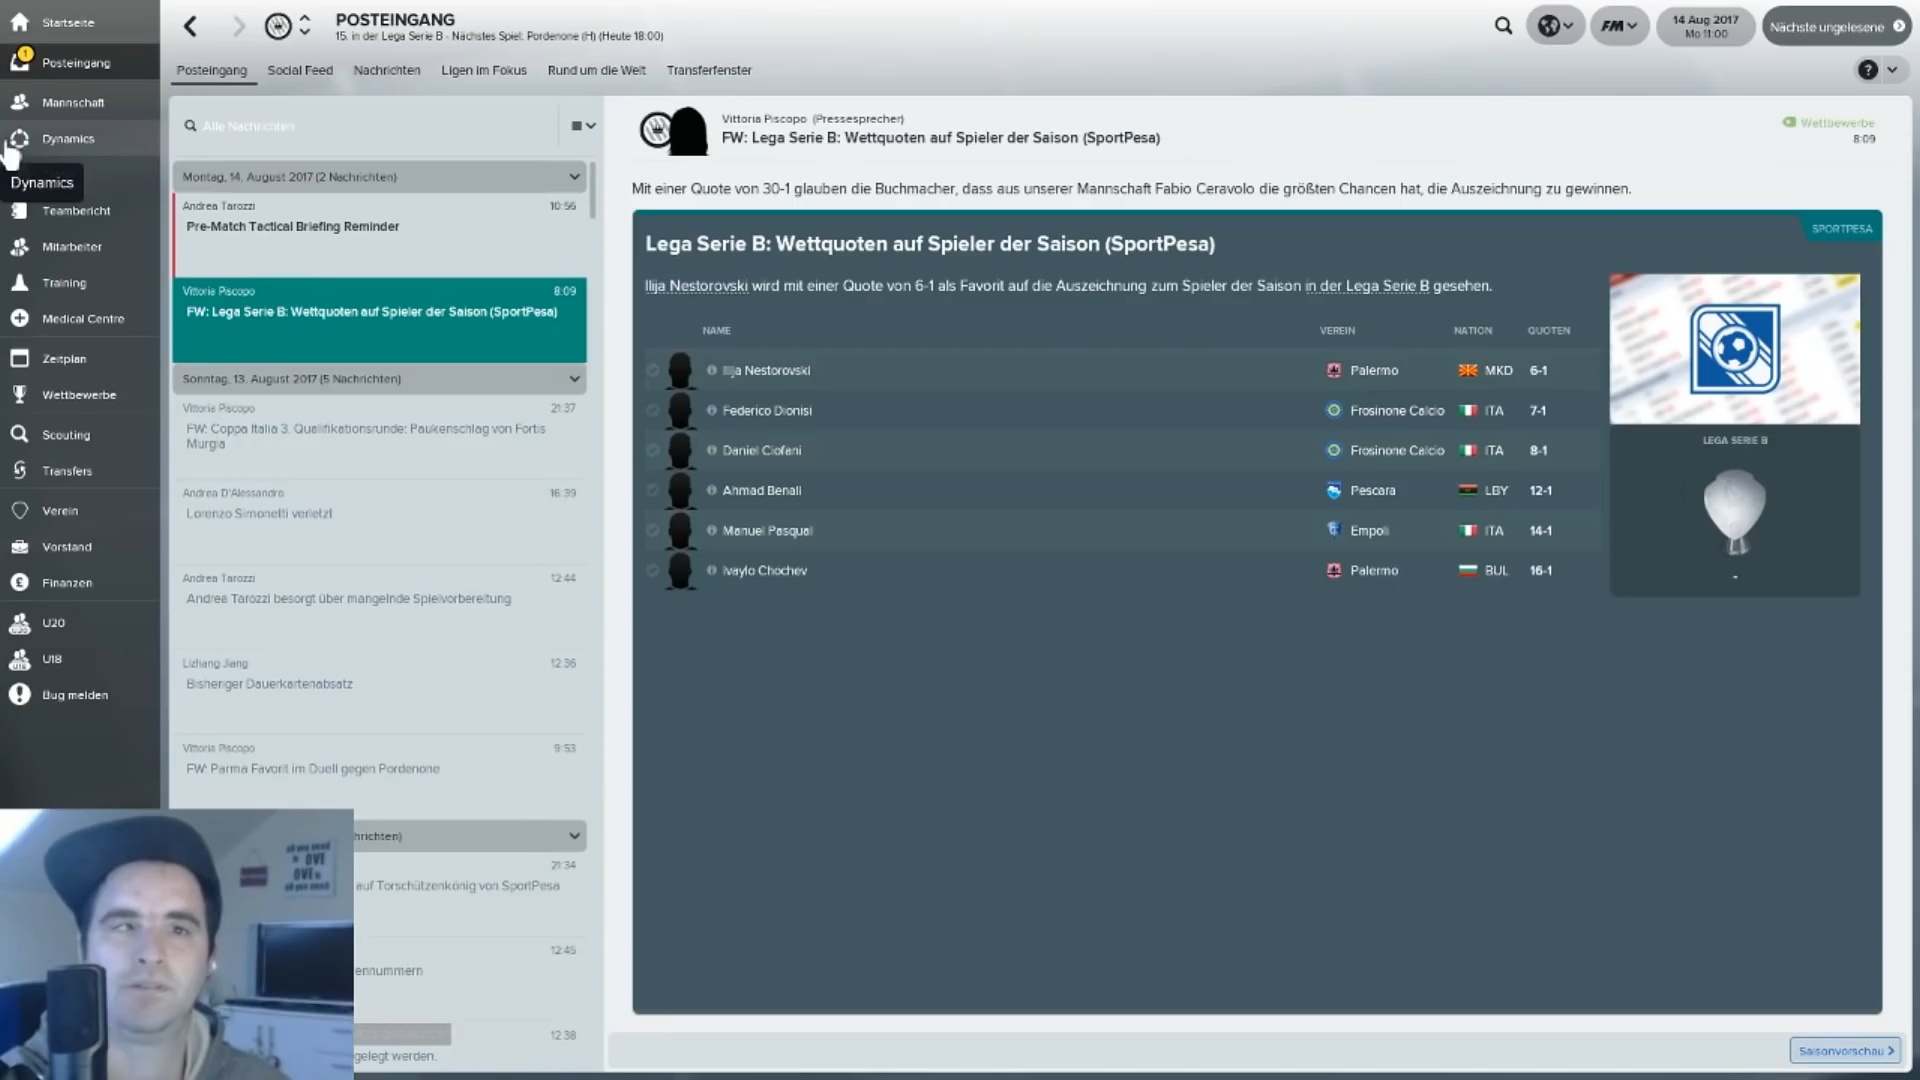 Startseite
1
Posteingang
Mannschaft
Dynamics
Dynamics
Teambericht
Mitarbeiter
Training
Medical Centre
Zeitplan
Wettbewerbe
Scouting
Transfers
Verein
Vorstand
Finanzen
U20
U18
Bug melden
POSTEINGANG
15. in der Lega Serie B - Nächstes Spiel: Pordenone (H) (Heute 18:00)
FM
14 Aug 2017
Mo 11:00
Nächste ungelesene
Posteingang Social Feed Nachrichten Ligen im Fokus Rund um die Welt Transferfenster
Alle Nachrichten
Montag, 14. August 2017 (2 Nachrichten)
Andrea Tarozzi 10:56
Pre-Match Tactical Briefing Reminder
Vittoria Piscopo 8:09
FW: Lega Serie B: Wettquoten auf Spieler der Saison (SportPesa)
Sonntag, 13. August 2017 (5 Nachrichten)
Vittoria Piscopo 21:37
FW: Coppa Italia 3. Qualifikationsrunde: Paukenschlag von Fortis
Murgia
Andrea D'Alessandro 16:39
Lorenzo Simonetti verletzt
Andrea Tarozzi 12:44
Andrea Tarozzi besorgt über mangelnde Spielvorbereitung
Lizhang Jiang 12:36
Bisheriger Dauerkartenabsatz
Vittoria Piscopo 9:53
FW: Parma Favorit im Duell gegen Pordenone
hrichten)
21:34
auf Torschützenkönig von SportPesa
12:45
ennummern
12:38
gelegt werden.
Vittoria Piscopo (Pressesprecher)
FW: Lega Serie B: Wettquoten auf Spieler der Saison (SportPesa)
Wettbewerbe
8:09
Mit einer Quote von 30-1 glauben die Buchmacher, dass aus unserer Mannschaft Fabio Ceravolo die größten Chancen hat, die Auszeichnung zu gewinnen.
SPORTPESA
Lega Serie B: Wettquoten auf Spieler der Saison (SportPesa)
Ilija Nestorovski wird mit einer Quote von 6-1 als Favorit auf die Auszeichnung zum Spieler der Saison in der Lega Serie B gesehen.
NAME VEREIN NATION QUOTEN
Ilija Nestorovski Palermo MKD 6-1
Federico Dionisi Frosinone Calcio ITA 7-1
Daniel Ciofani Frosinone Calcio ITA 8-1
Ahmad Benali Pescara LBY 12-1
Manuel Pasqual Empoli ITA 14-1
Ivaylo Chochev Palermo BUL 16-1
LEGA SERIE B
-
Saisonvorschau